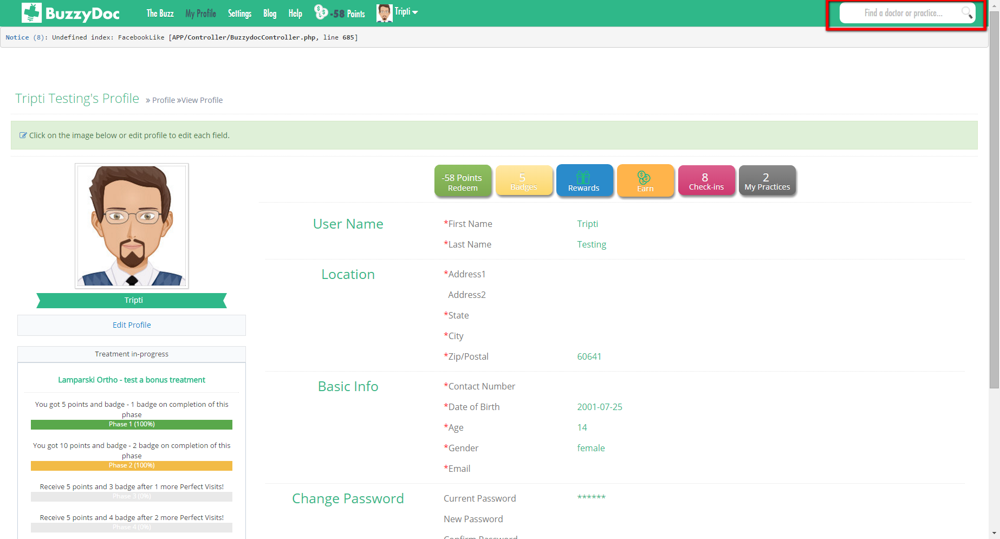 BuzzyDoc The Buzz My Profile Settings Blog Help -58 Points Tripti Find a doctor or practice...
Notice (8): Undefined index: FacebookLike [APP/Controller/BuzzydocController.php, line 685]
Tripti Testing's Profile » Profile »View Profile
Click on the image below or edit profile to edit each field.
-58 Points
Redeem
5
Badges
Rewards
Earn
8
Check-ins
2
My Practices
Tripti
Edit Profile
Treatment in-progress
Lamparski Ortho - test a bonus treatment
You got 5 points and badge - 1 badge on completion of this
phase
Phase 1 (100%)
You got 10 points and badge - 2 badge on completion of this
phase
Phase 2 (100%)
Receive 5 points and 3 badge after 1 more Perfect Visits!
Phase 3 (0%)
Receive 5 points and 4 badge after 2 more Perfect Visits!
Phase 4 (0%)
User Name
*First Name Tripti
*Last Name Testing
Location
*Address1
Address2
*State
*City
*Zip/Postal 60641
Basic Info
*Contact Number
*Date of Birth 2001-07-25
*Age 14
*Gender female
*Email
Change Password
Current Password ******
New Password
Confirm Password